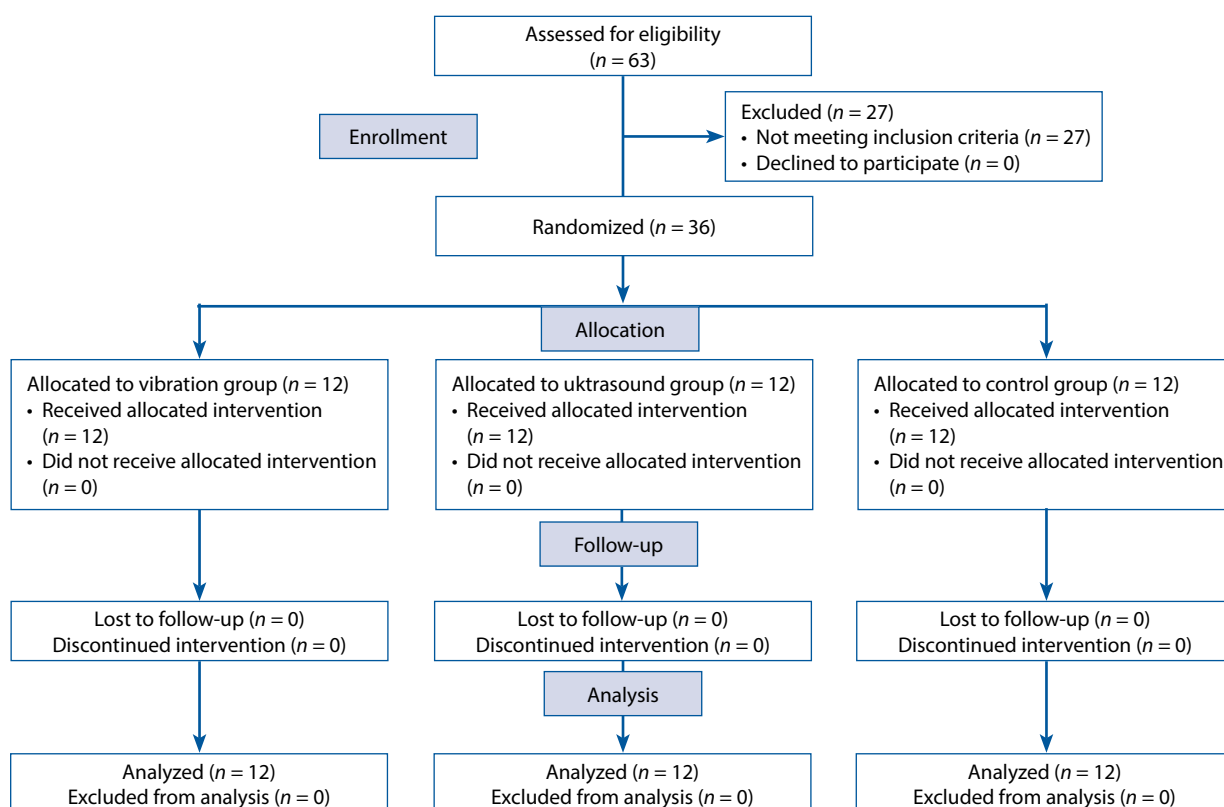 Assessed for eligibility
(n = 63)
Enrollment
Excluded (n = 27)
• Not meeting inclusion criteria (n = 27)
• Declined to participate (n = 0)
Randomized (n = 36)
Allocation
Allocated to vibration group (n = 12)
• Received allocated intervention
(n = 12)
• Did not receive allocated intervention
(n = 0)
Allocated to uktrasound group (n = 12)
• Received allocated intervention
(n = 12)
• Did not receive allocated intervention
(n = 0)
Allocated to control group (n = 12)
• Received allocated intervention
(n = 12)
• Did not receive allocated intervention
(n = 0)
Follow-up
Lost to follow-up (n = 0)
Discontinued intervention (n = 0)
Lost to follow-up (n = 0)
Discontinued intervention (n = 0)
Lost to follow-up (n = 0)
Discontinued intervention (n = 0)
Analysis
Analyzed (n = 12)
Excluded from analysis (n = 0)
Analyzed (n = 12)
Excluded from analysis (n = 0)
Analyzed (n = 12)
Excluded from analysis (n = 0)